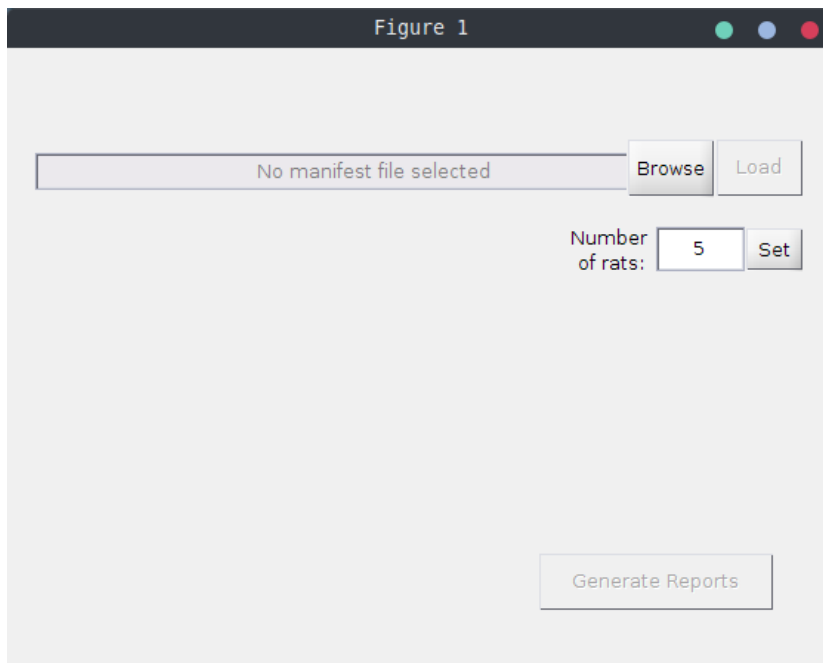 Figure 1
No manifest file selected
Browse
Load
Number
of rats:
5
Set
Generate Reports